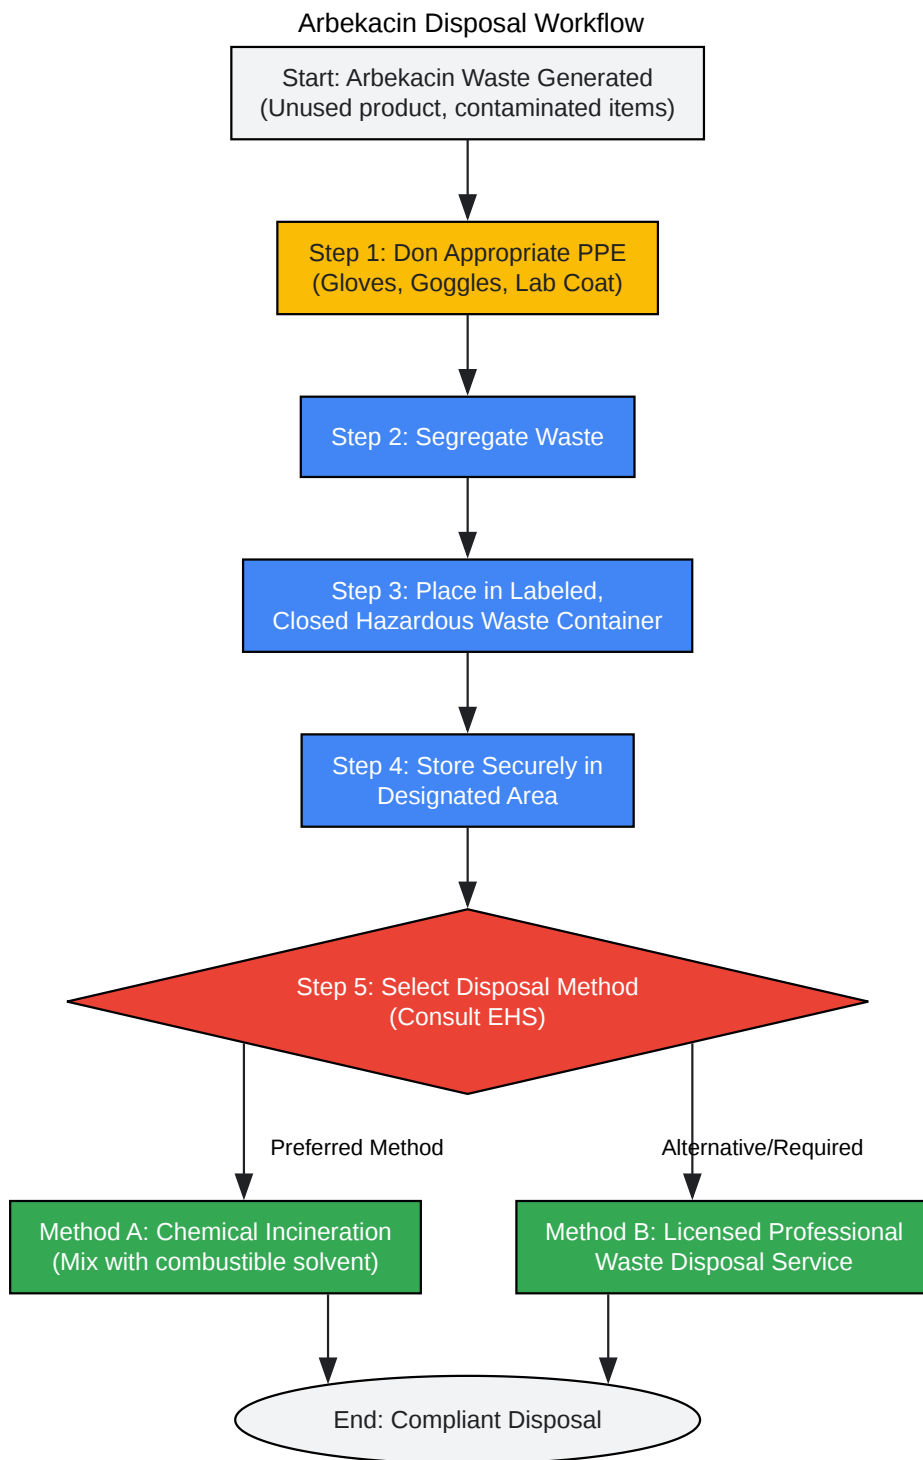 Arbekacin Disposal Workflow
Start: Arbekacin Waste Generated
(Unused product, contaminated items)
Step 1: Don Appropriate PPE
(Gloves, Goggles, Lab Coat)
Step 2: Segregate Waste
Step 3: Place in Labeled,
Closed Hazardous Waste Container
Step 4: Store Securely in
Designated Area
Step 5: Select Disposal Method
(Consult EHS)
Preferred Method
Alternative/Required
Method A: Chemical Incineration
(Mix with combustible solvent)
Method B: Licensed Professional
Waste Disposal Service
End: Compliant Disposal